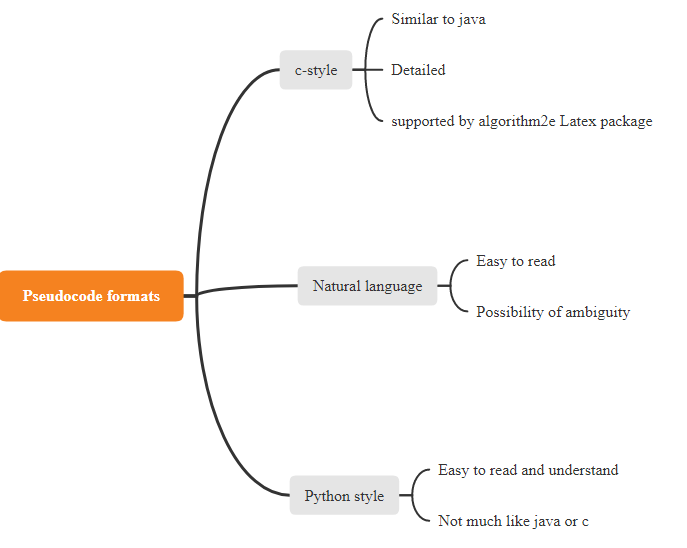 Pseudocode formats
c-style
Similar to java
Detailed
supported by algorithm2e Latex package
Natural language
Easy to read
Possibility of ambiguity
Python style
Easy to read and understand
Not much like java or c